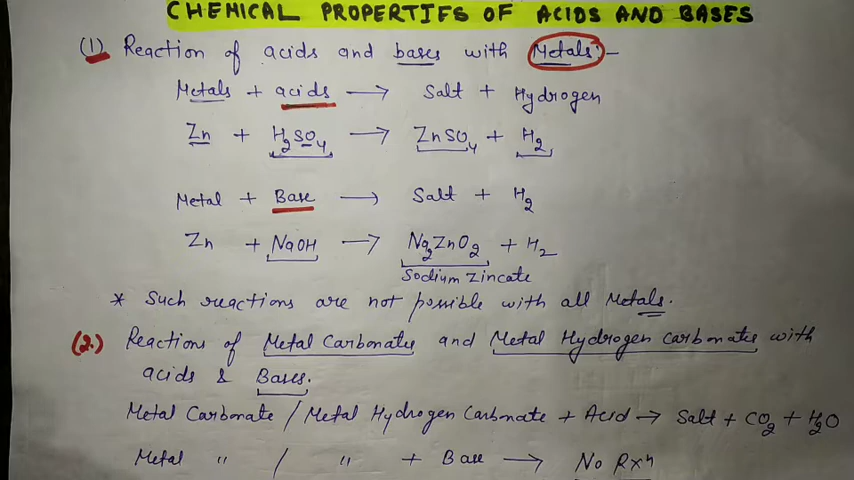 CHEMICAL PROPERTIES OF ACIDS AND BASES
(1) Reaction of acids and bases with Metals:-
Metals + acids → Salt + Hydrogen
Zn + H₂SO₄ → ZnSO₄ + H₂
Metal + Base → Salt + H₂
Zn + NaOH → Na₂ZnO₂ + H₂
Sodium Zincate
* Such reactions are not possible with all Metals.
(2.) Reactions of Metal Carbonates and Metal Hydrogen Carbonates with
acids & Bases.
Metal Carbonate / Metal Hydrogen Carbonate + Acid → Salt + CO₂ + H₂O
Metal " / " + Base → No Rxⁿ